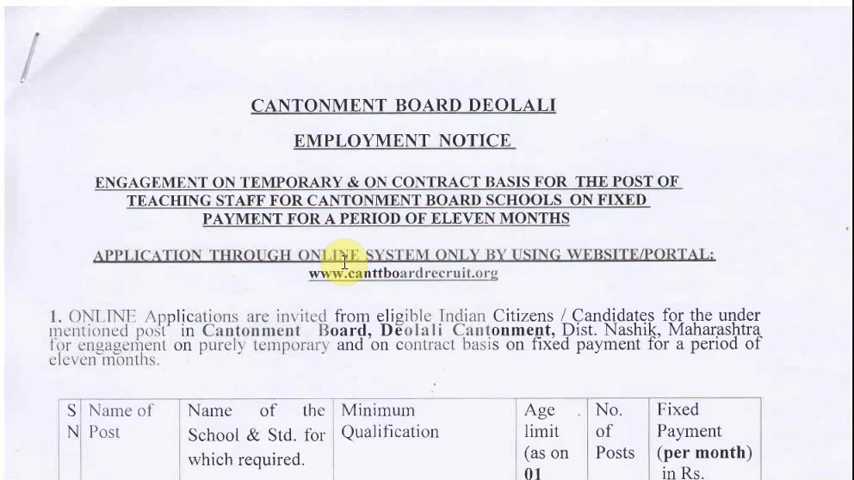 CANTONMENT BOARD DEOLALI
EMPLOYMENT NOTICE
ENGAGEMENT ON TEMPORARY & ON CONTRACT BASIS FOR THE POST OF
TEACHING STAFF FOR CANTONMENT BOARD SCHOOLS ON FIXED
PAYMENT FOR A PERIOD OF ELEVEN MONTHS
APPLICATION THROUGH ONLINE SYSTEM ONLY BY USING WEBSITE/PORTAL:
www.canttboardrecruit.org
1. ONLINE Applications are invited from eligible Indian Citizens / Candidates for the under
mentioned post in Cantonment Board, Deolali Cantonment, Dist. Nashik, Maharashtra
for engagement on purely temporary and on contract basis on fixed payment for a period of
eleven months.
S N
Name of
Post
Name of the
School & Std. for
which required.
Minimum
Qualification
Age
limit
(as on
01
No.
of
Posts
Fixed
Payment
(per month)
in Rs.